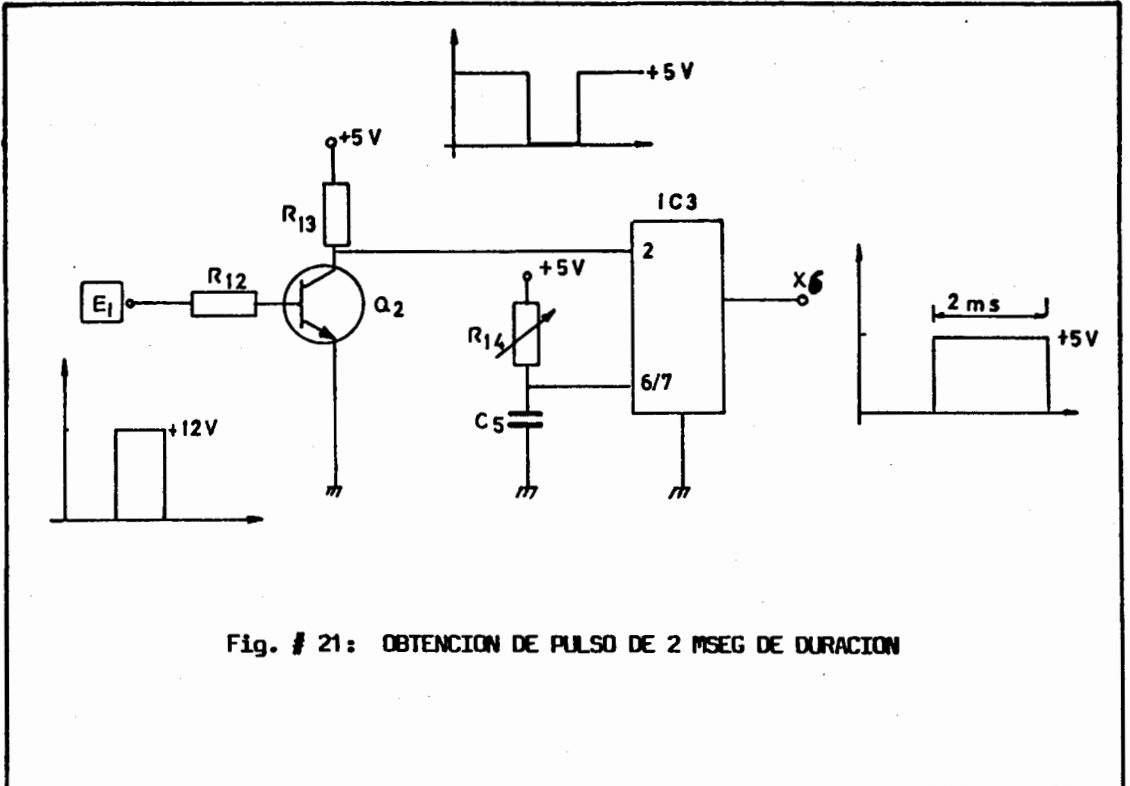 +5V
+5 V
R13
IC3
2
E1
R12
Q2
+5V
R14
6/7
C5
X6
2 ms
+5V
+12V
Fig. # 21: OBTENCION DE PULSO DE 2 MSEG DE DURACION